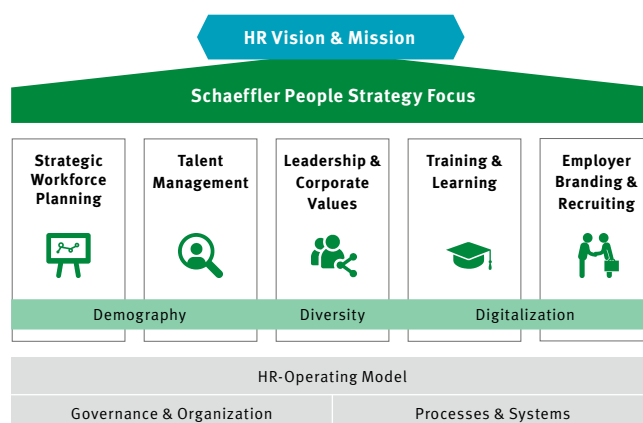 HR Vision & Mission
Schaeffler People Strategy Focus
Strategic
Workforce
Planning
Talent
Management
Leadership &
Corporate
Values
Training &
Learning
Employer
Branding &
Recruiting
Demography
Diversity
Digitalization
HR-Operating Model
Governance & Organization
Processes & Systems